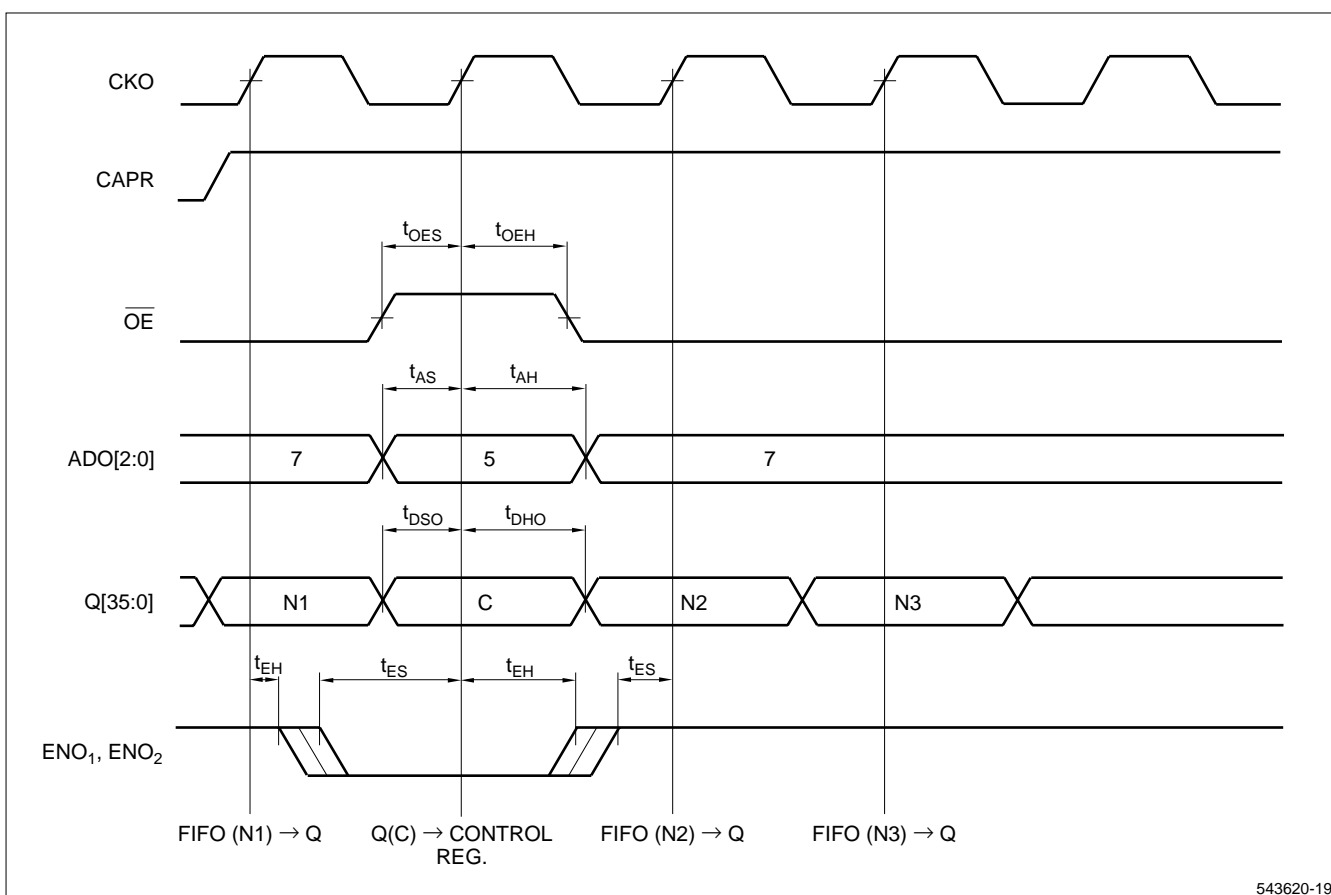 CKO
CAPR
tOES
tOEH
OE
tAS
tAH
ADO[2:0]
7
5
7
tDSO
tDHO
Q[35:0]
N1
C
N2
N3
tEH
tES
tEH
tES
ENO1, ENO2
FIFO (N1) → Q
Q(C) → CONTROL
REG.
FIFO (N2) → Q
FIFO (N3) → Q
543620-19